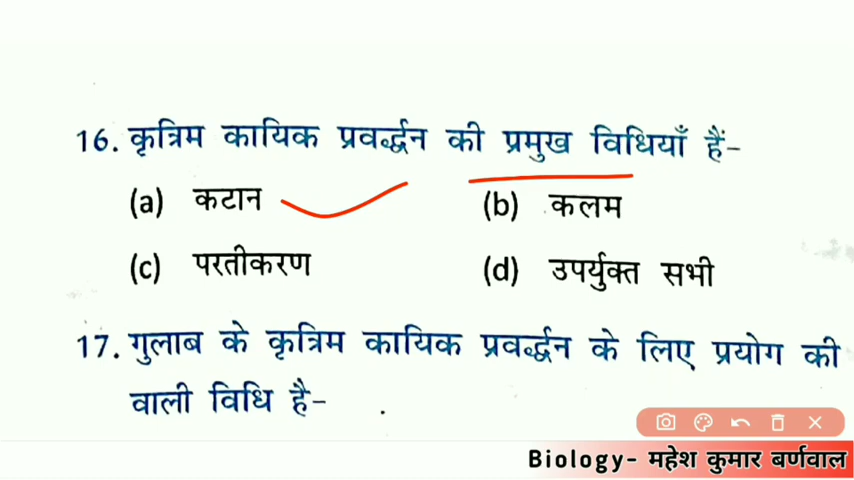 16. कृत्रिम कायिक प्रवर्द्धन की प्रमुख विधियाँ हैं-
(a) कटान (b) कलम
(c) परतीकरण (d) उपर्युक्त सभी
17. गुलाब के कृत्रिम कायिक प्रवर्द्धन के लिए प्रयोग की
वाली विधि है-
Biology- महेश कुमार बर्णवाल